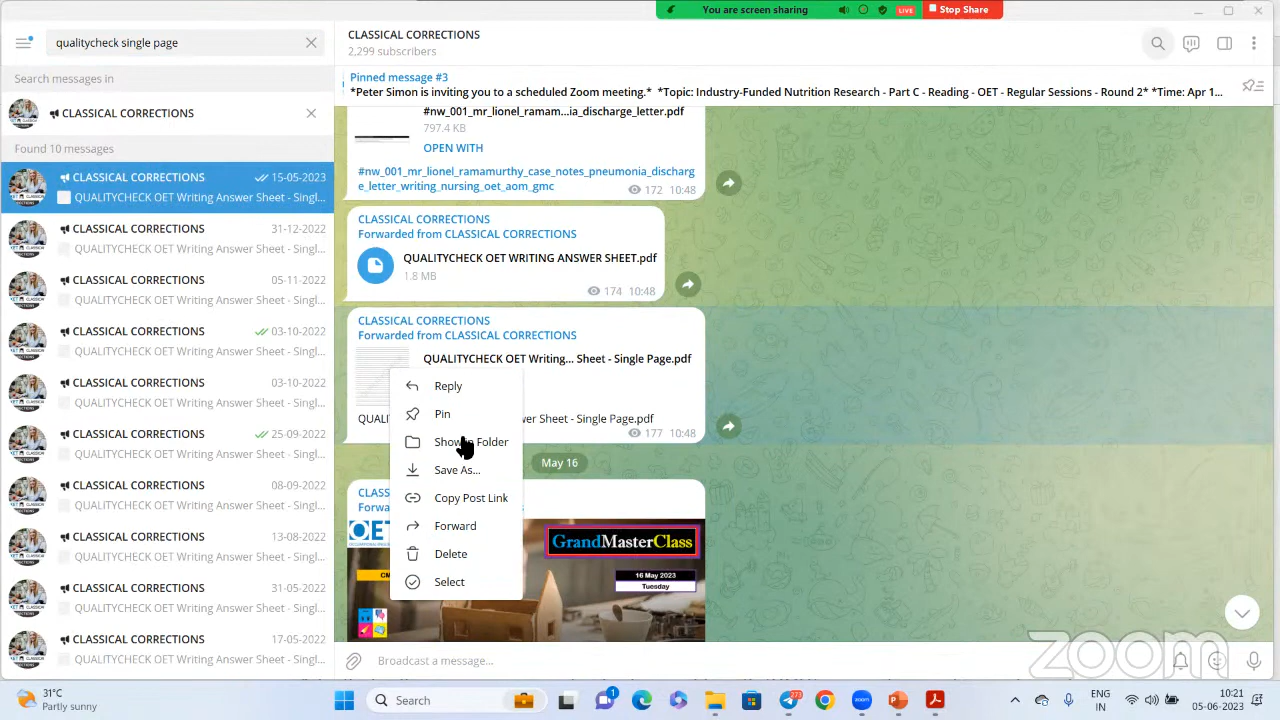 You are screen sharing
LIVE
Stop Share
qualitycheck single page
Search messages in
CLASSICAL CORRECTIONS
Found 10 messages
CLASSICAL CORRECTIONS 15-05-2023
QUALITYCHECK OET Writing Answer Sheet - Singl...
CLASSICAL CORRECTIONS 31-12-2022
QUALITYCHECK OET Writing Answer Sheet - Singl...
CLASSICAL CORRECTIONS 05-11-2022
QUALITYCHECK OET Writing Answer Sheet - Singl...
CLASSICAL CORRECTIONS 03-10-2022
QUALITYCHECK OET Writing Answer Sheet - Singl...
CLASSICAL CORRECTIONS 03-10-2022
QUALITYCHECK OET Writing Answer Sheet - Singl...
CLASSICAL CORRECTIONS 25-09-2022
QUALITYCHECK OET Writing Answer Sheet - Singl...
CLASSICAL CORRECTIONS 08-09-2022
QUALITYCHECK OET Writing Answer Sheet - Singl...
CLASSICAL CORRECTIONS 13-08-2022
QUALITYCHECK OET Writing Answer Sheet - Singl...
CLASSICAL CORRECTIONS 31-05-2022
QUALITYCHECK OET Writing Answer Sheet - Singl...
CLASSICAL CORRECTIONS 17-05-2022
QUALITYCHECK OET Writing Answer Sheet - Singl...
CLASSICAL CORRECTIONS
2,299 subscribers
Pinned message #3
*Peter Simon is inviting you to a scheduled Zoom meeting.* *Topic: Industry-Funded Nutrition Research - Part C - Reading - OET - Regular Sessions - Round 2* *Time: Apr 1...
#nw_001_mr_lionel_ramam...ia_discharge_letter.pdf
797.4 KB
OPEN WITH
#nw_001_mr_lionel_ramamurthy_case_notes_pneumonia_discharg
e_letter_writing_nursing_oet_aom_gmc
172 10:48
CLASSICAL CORRECTIONS
Forwarded from CLASSICAL CORRECTIONS
QUALITYCHECK OET WRITING ANSWER SHEET.pdf
1.8 MB
174 10:48
CLASSICAL CORRECTIONS
Forwarded from CLASSICAL CORRECTIONS
QUALITYCHECK OET Writing... Sheet - Single Page.pdf
QUALI
er Sheet - Single Page.pdf
177 10:48
Reply
Pin
Show in Folder
Save As...
Copy Post Link
Forward
Delete
Select
May 16
CLASS
Forwa
OET
GrandMasterClass
16 May 2023
Tuesday
Broadcast a message...
zoom
31°C
Partly sunny
Search
1
271
zoom
ENG
IN
10:21
05-06-2023